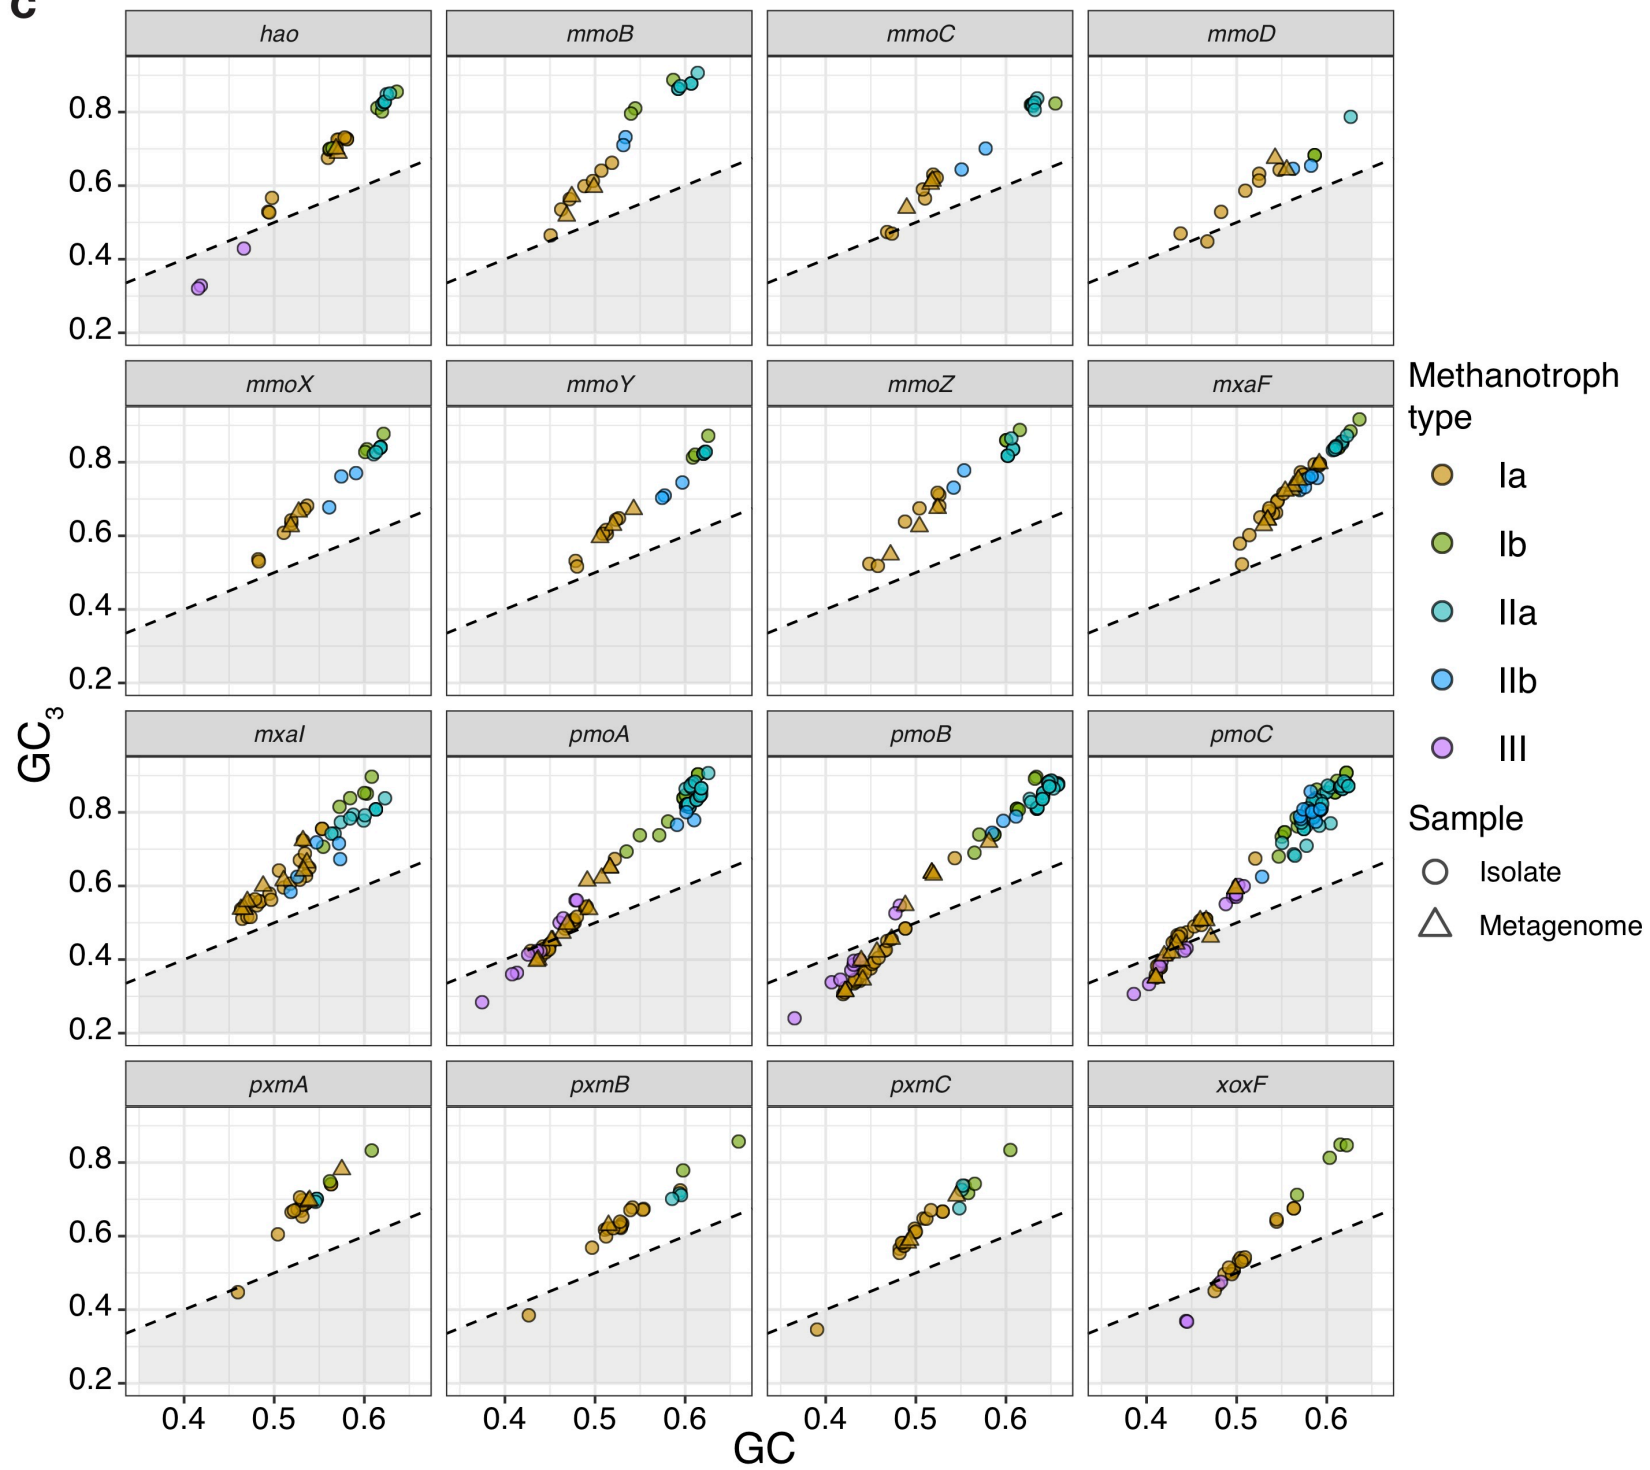 c
hao mmoB mmoC mmoD
0.8
0.6
0.4
0.2
mmoX mmoY mmoZ mxaF
0.8
0.6
0.4
0.2
mxaI pmoA pmoB pmoC
0.8
0.6
0.4
0.2
pxmA pxmB pxmC xoxF
0.8
0.6
0.4
0.2
0.4 0.5 0.6 0.4 0.5 0.6 0.4 0.5 0.6 0.4 0.5 0.6
GC
GC3
Methanotroph
type
Ia
Ib
IIa
IIb
III
Sample
Isolate
Metagenome